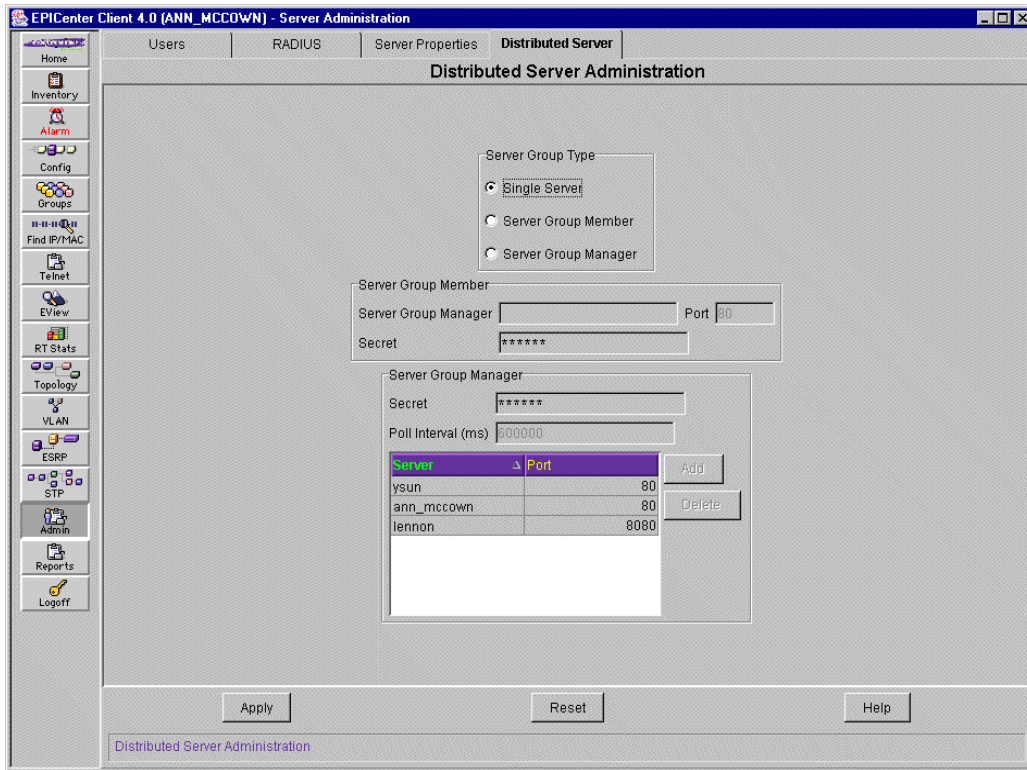 EPICenter Client 4.0 (ANN_MCCOWN) - Server Administration
Home
Inventory
Alarm
Config
Groups
Find IP/MAC
Telnet
EView
RT Stats
Topology
VLAN
ESRP
STP
Admin
Reports
Logoff
Users
RADIUS
Server Properties
Distributed Server
Distributed Server Administration
Server Group Type
Single Server
Server Group Member
Server Group Manager
Server Group Member
Server Group Manager Port 80
Secret ******
Server Group Manager
Secret ******
Poll Interval (ms) 600000
Server Port
ysun 80
ann_mccown 80
lennon 8080
Add
Delete
Apply
Reset
Help
Distributed Server Administration